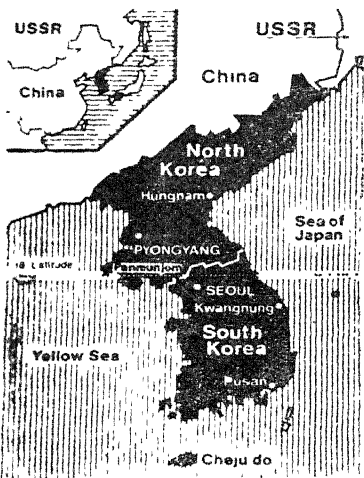 USSR
China
USSR
China
North
Korea
Hungnam
Sea of
Japan
PYONGYANG
Latitude
Panmunjom
SEOUL
Kwangnung
South
Korea
Yellow Sea
Pusan
Cheju do